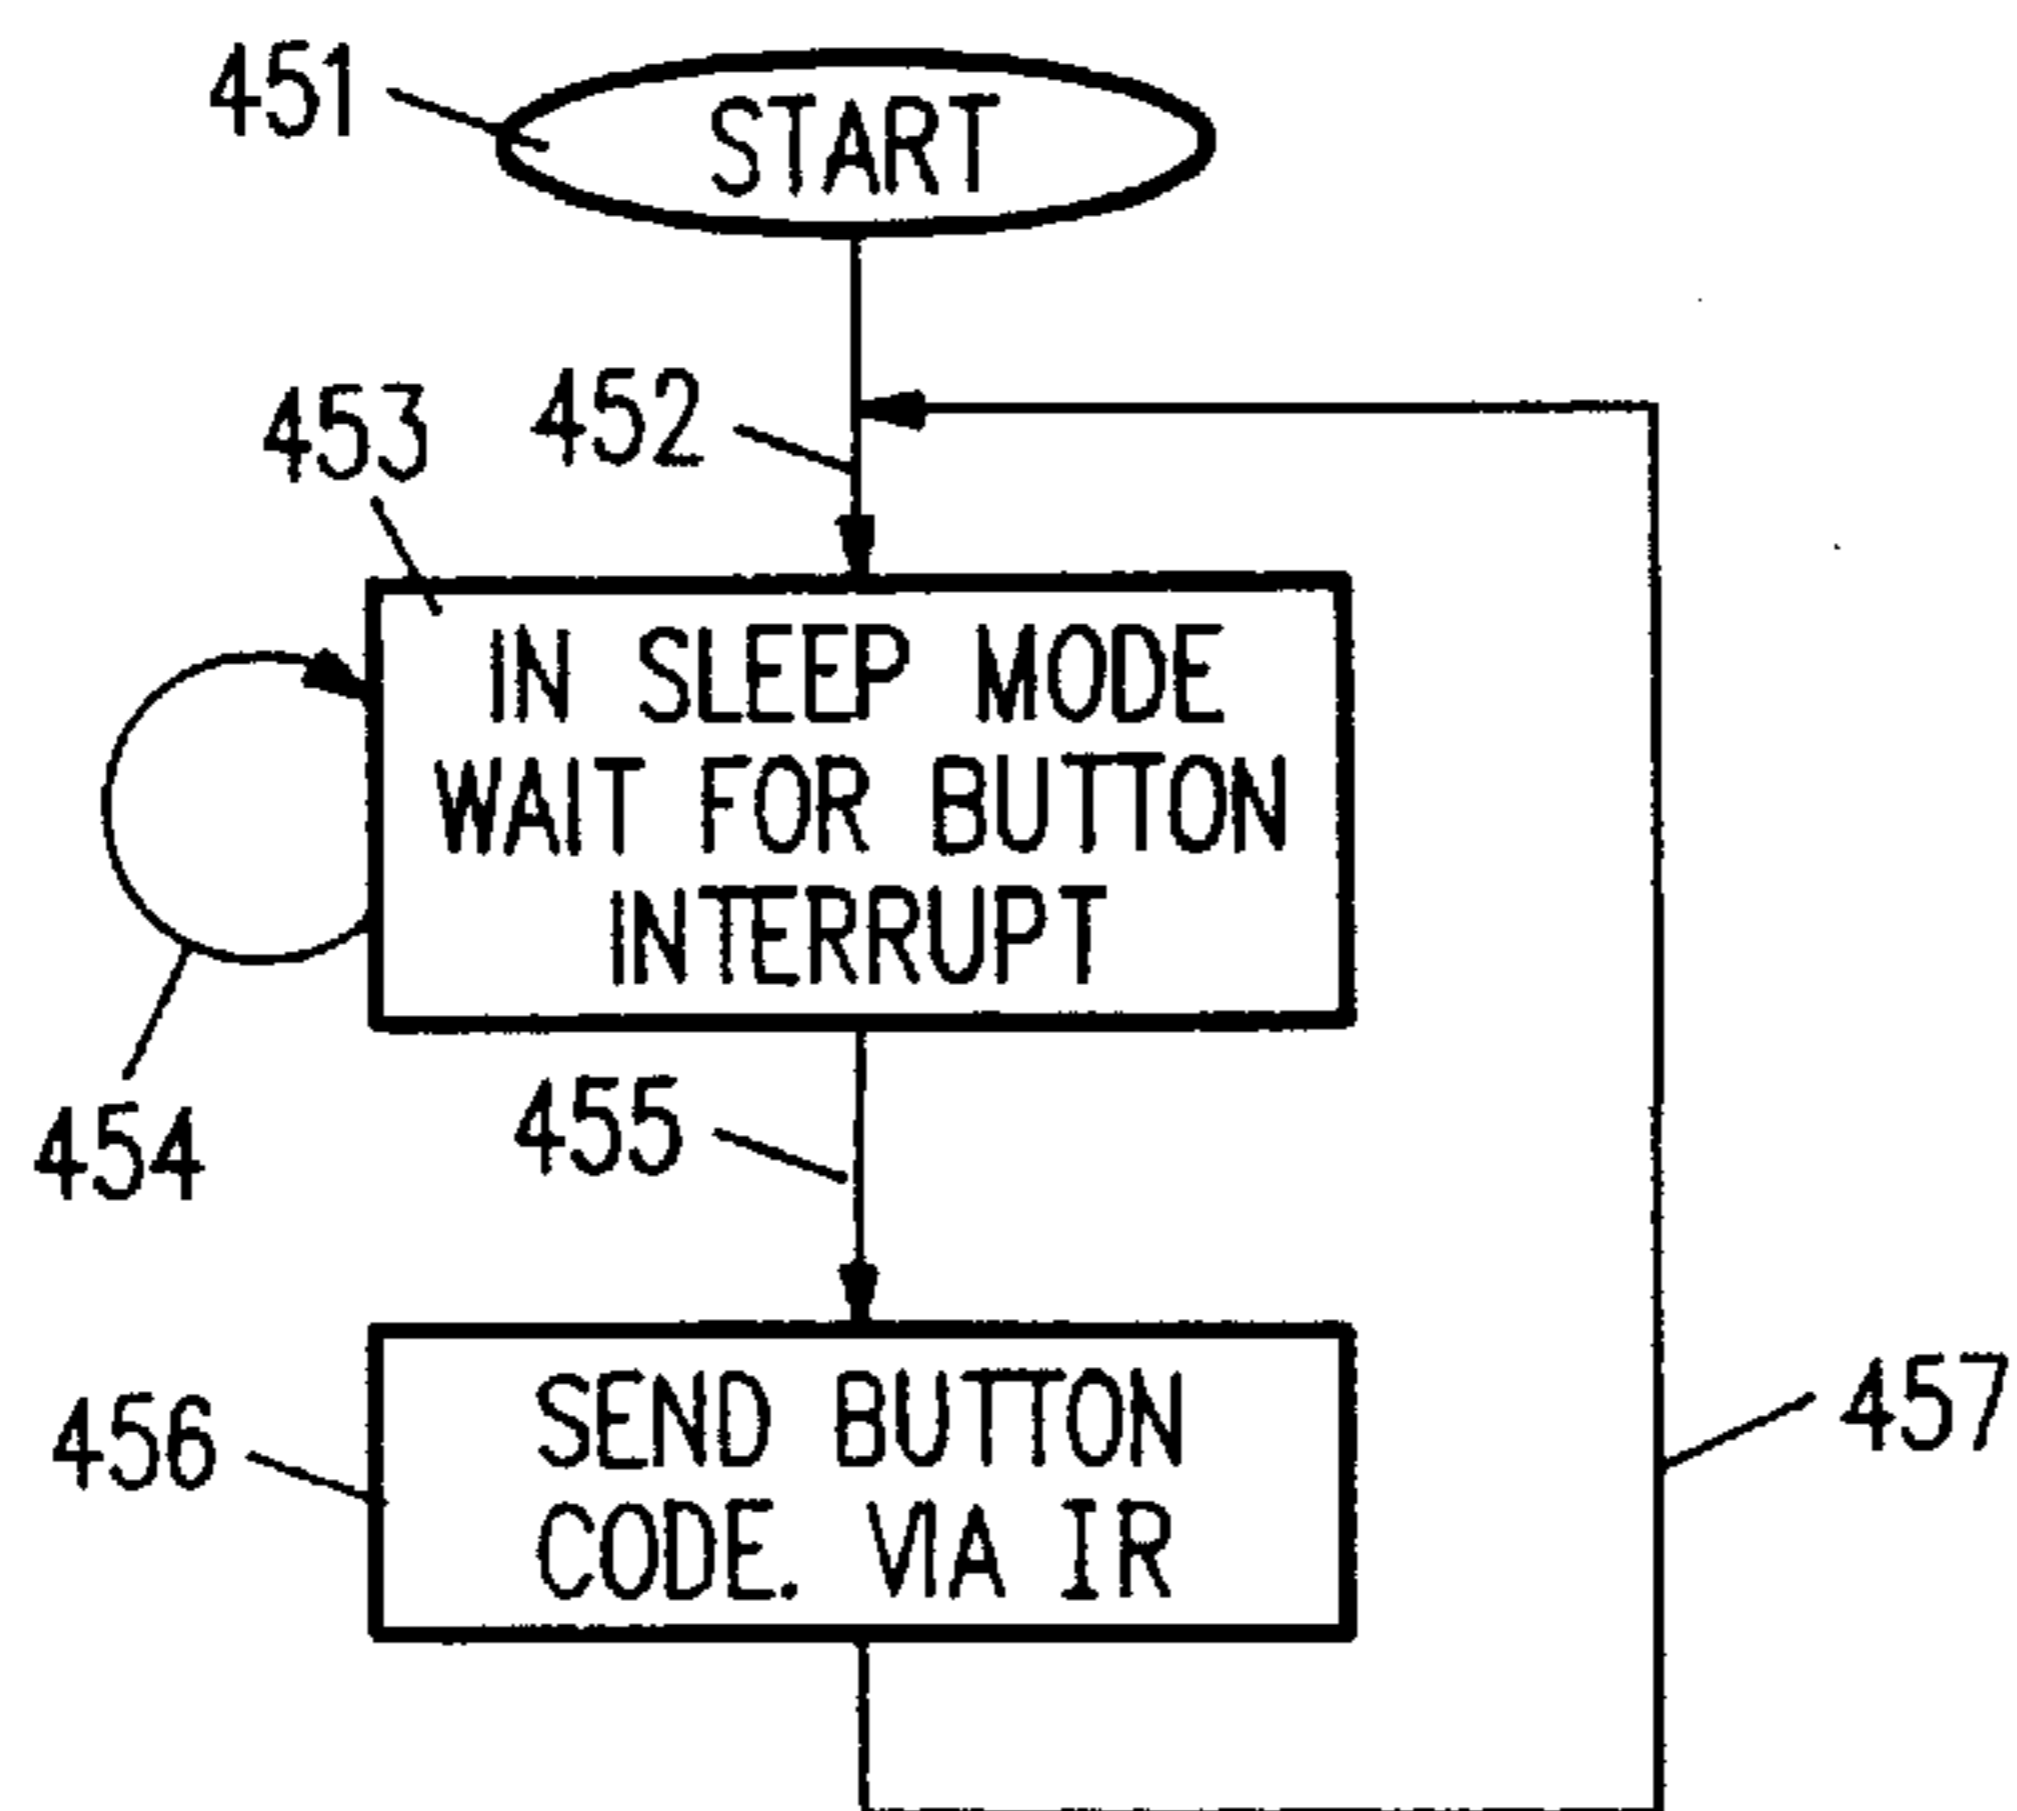 451
START
452
453
IN SLEEP MODE
WAIT FOR BUTTON
INTERRUPT
454
455
456
SEND BUTTON
CODE. VIA IR
457